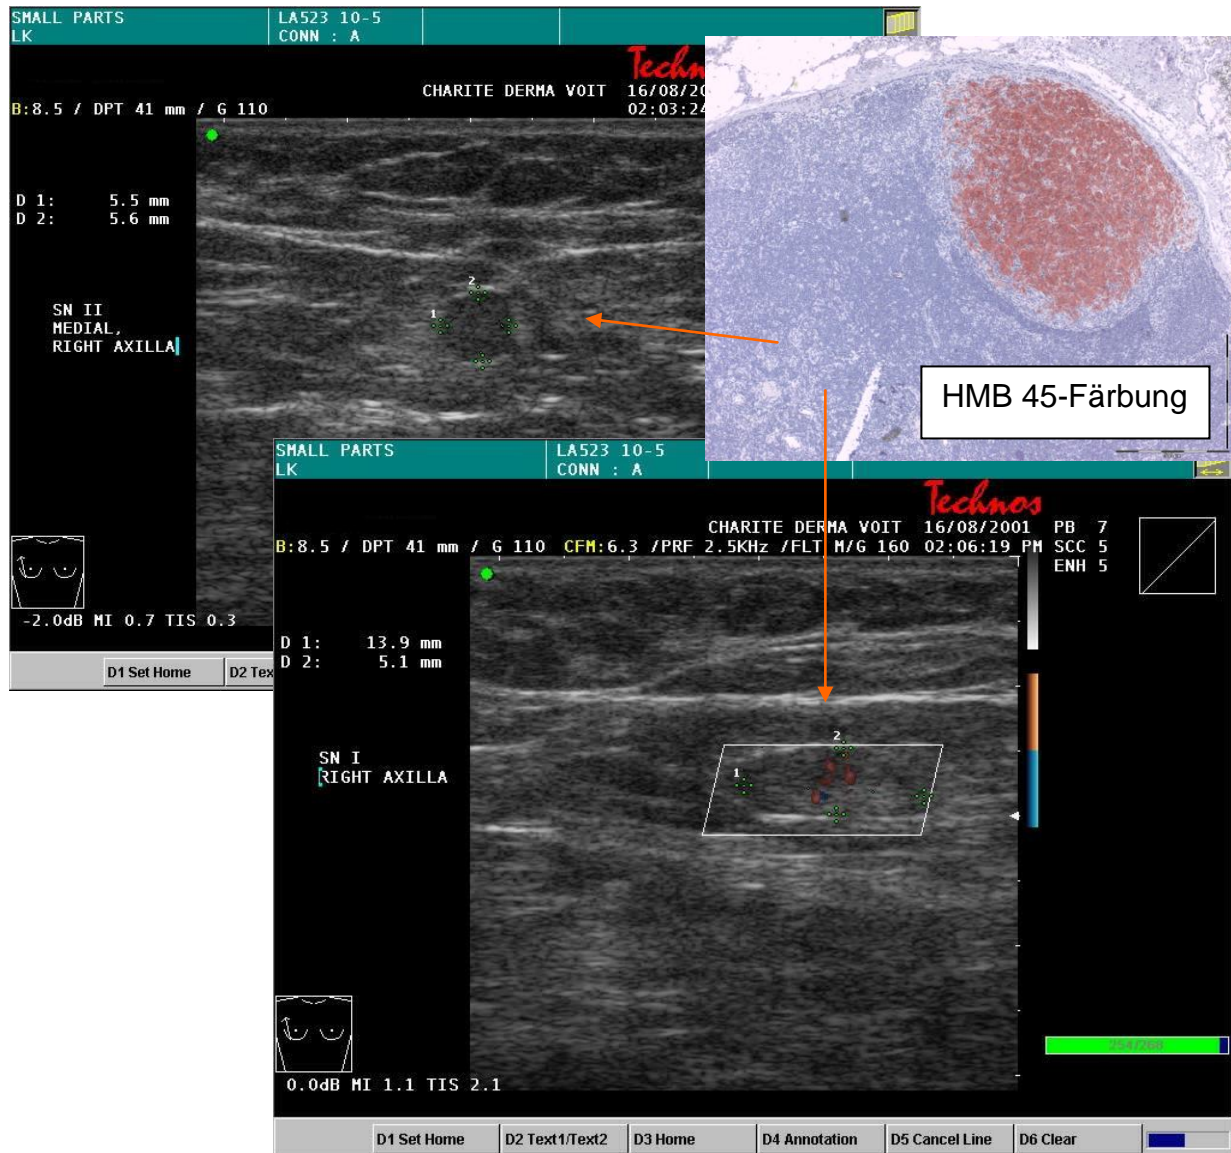 SMALL PARTS
LK
LA523 10-5
CONN : A
CHARITE DERMA VOIT
B:8.5 / DPT 41 mm / G 110
D 1: 5.5 mm
D 2: 5.6 mm
2
1
SN II
MEDIAL,
RIGHT AXILLA
-2.0dB MI 0.7 TIS 0.3
D1 Set Home
HMB 45-Färbung
SMALL PARTS
LK
LA523 10-5
CONN : A
Technos
CHARITE DERMA VOIT 16/08/2001 PB 7
B:8.5 / DPT 41 mm / G 110 CFM:6.3 /PRF 2.5KHz /FLT M/G 160 02:06:19 PM SCC 5
ENH 5
D 1: 13.9 mm
D 2: 5.1 mm
2
1
SN I
RIGHT AXILLA
254/260
0.0dB MI 1.1 TIS 2.1
D1 Set Home D2 Text1/Text2 D3 Home D4 Annotation D5 Cancel Line D6 Clear